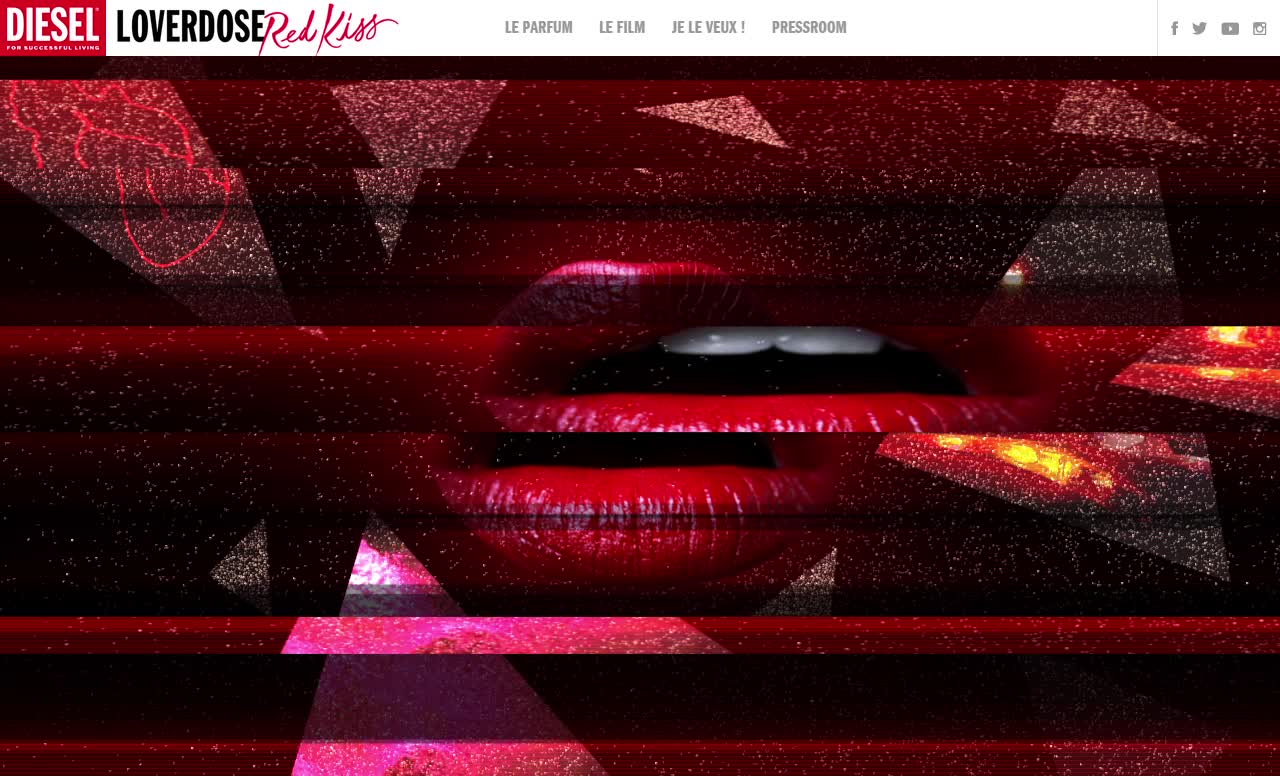 DIESEL
FOR SUCCESSFUL LIVING
LOVERDOSE Red Kiss
LE PARFUM LE FILM JE LE VEUX ! PRESSROOM